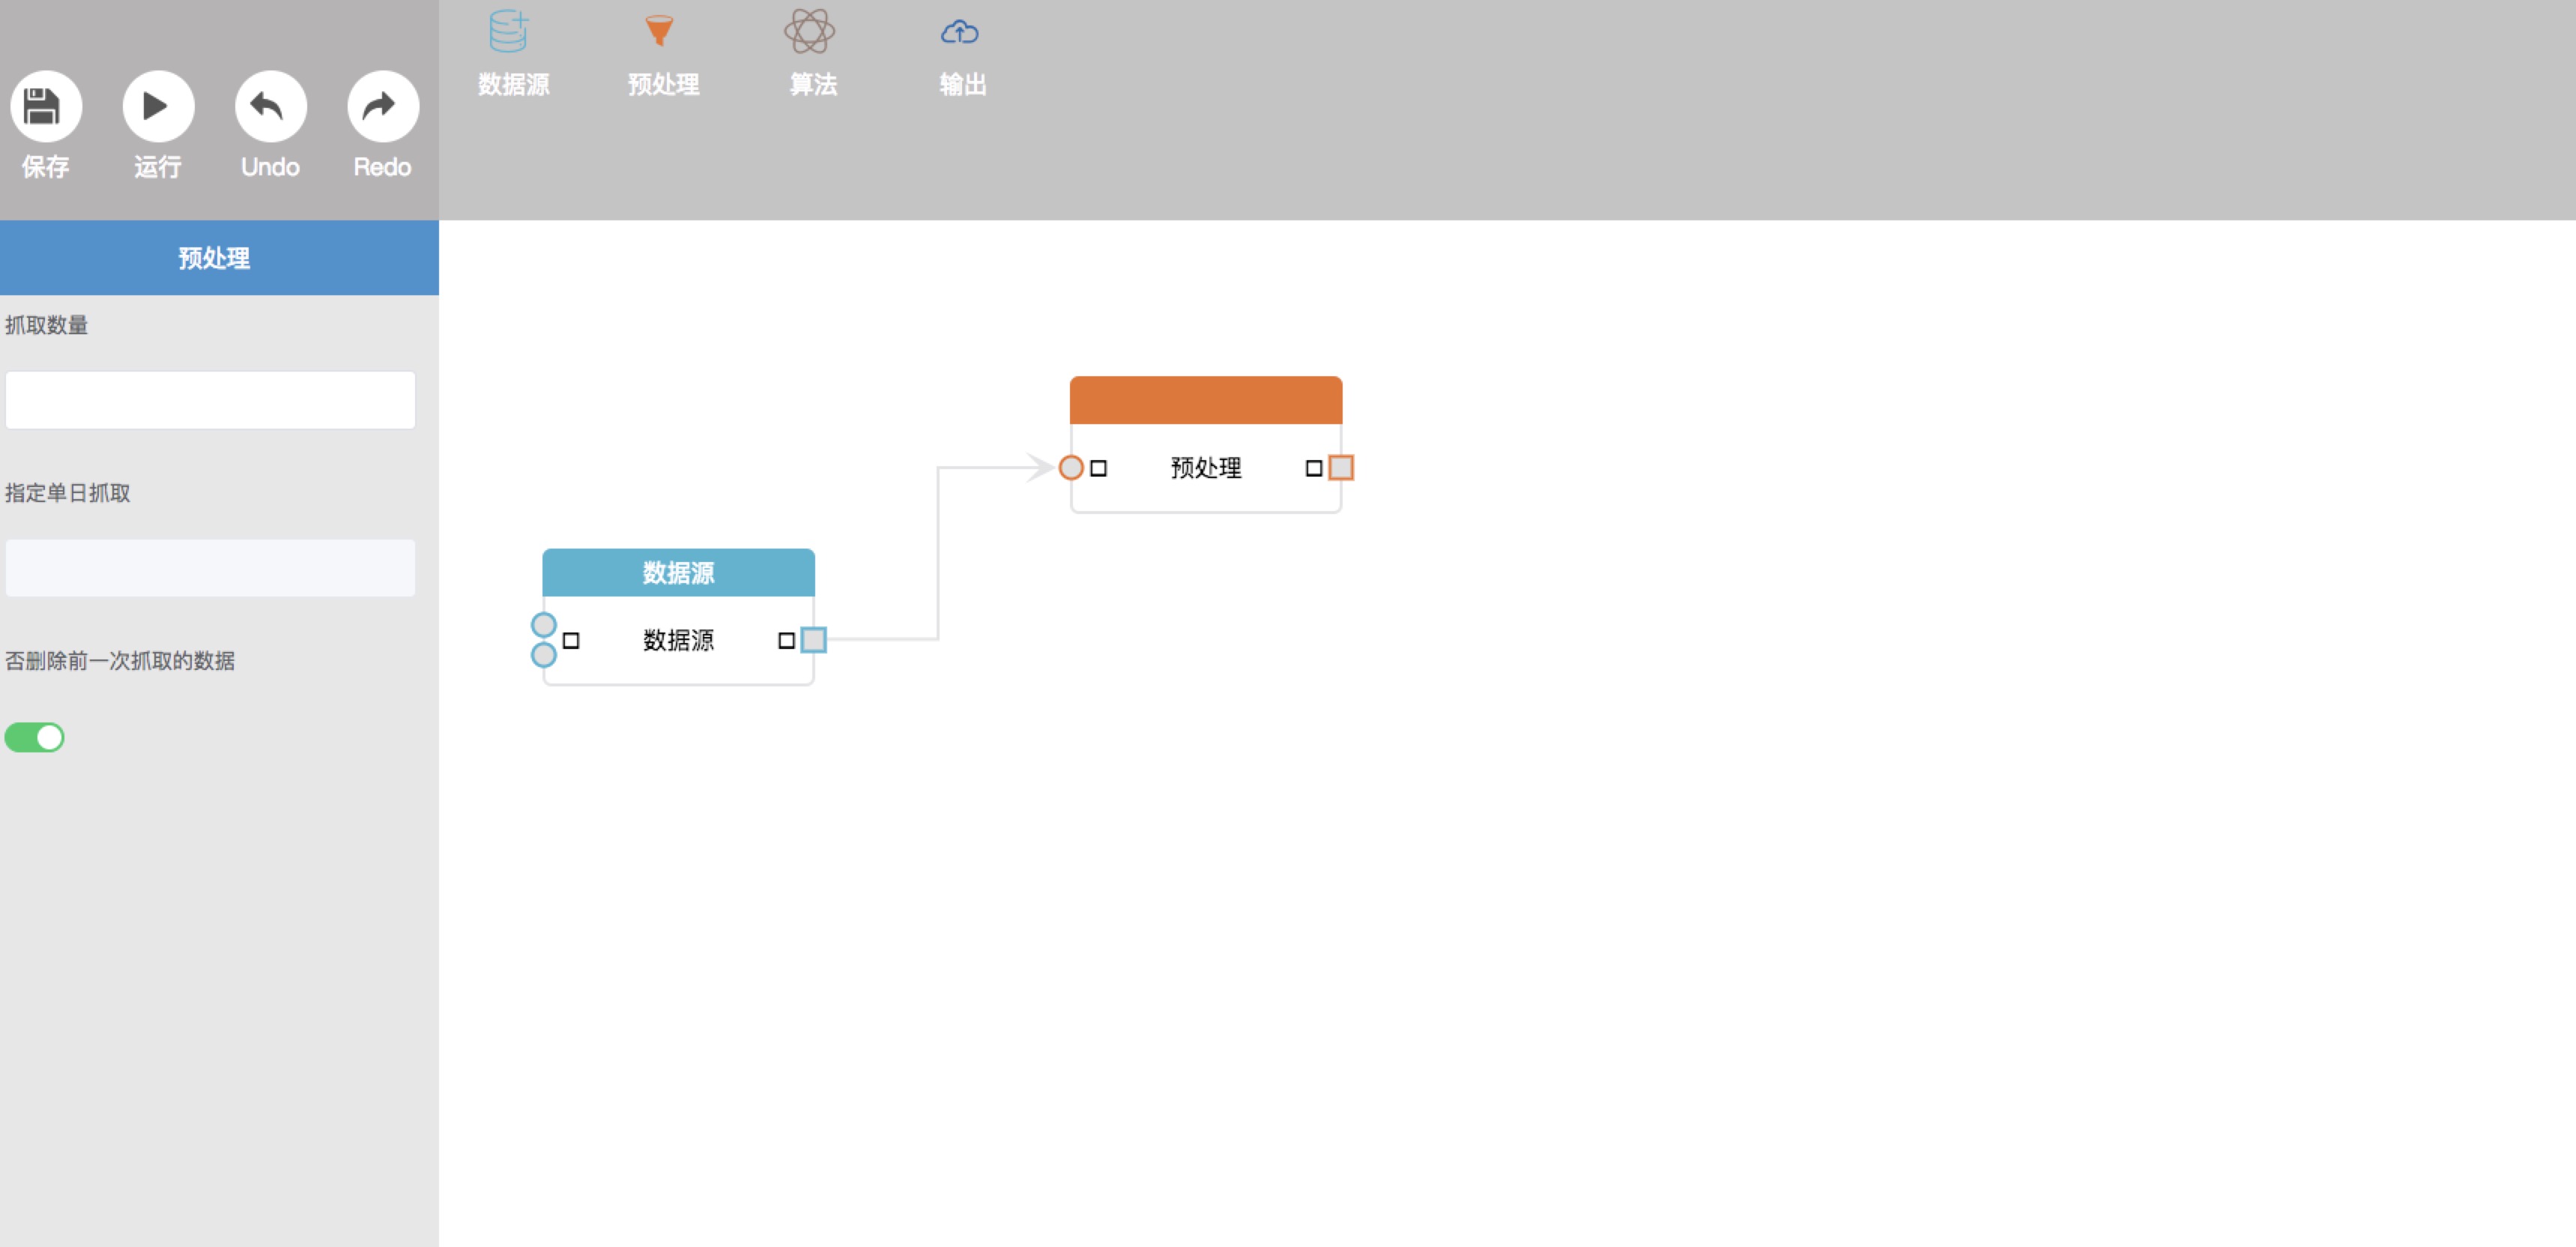 数据源
预处理
算法
输出
保存
运行
Undo
Redo
预处理
抓取数量
指定单日抓取
否删除前一次抓取的数据
预处理
数据源
数据源